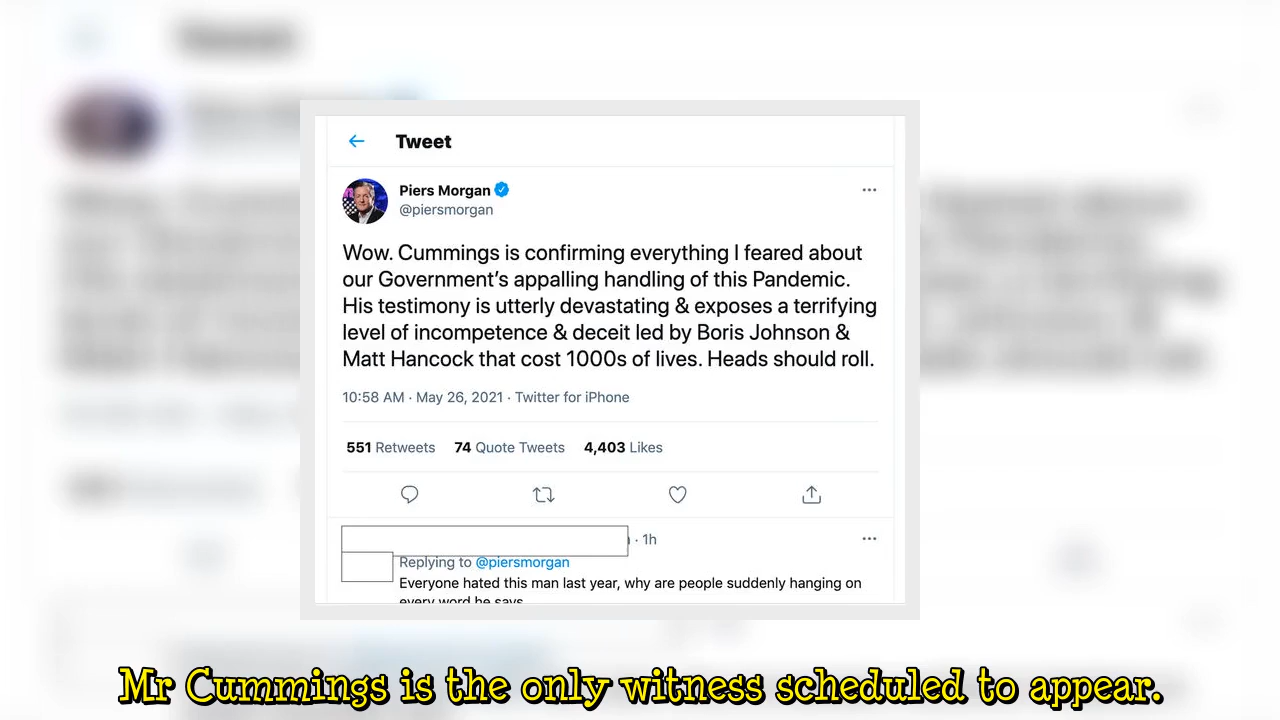 Tweet
Piers Morgan
@piersmorgan
Wow. Cummings is confirming everything I feared about
our Government's appalling handling of this Pandemic.
His testimony is utterly devastating & exposes a terrifying
level of incompetence & deceit led by Boris Johnson &
Matt Hancock that cost 1000s of lives. Heads should roll.
10:58 AM · May 26, 2021 · Twitter for iPhone
551 Retweets 74 Quote Tweets 4,403 Likes
· 1h
Replying to @piersmorgan
Everyone hated this man last year, why are people suddenly hanging on
every word he says
Mr Cummings is the only witness scheduled to appear.